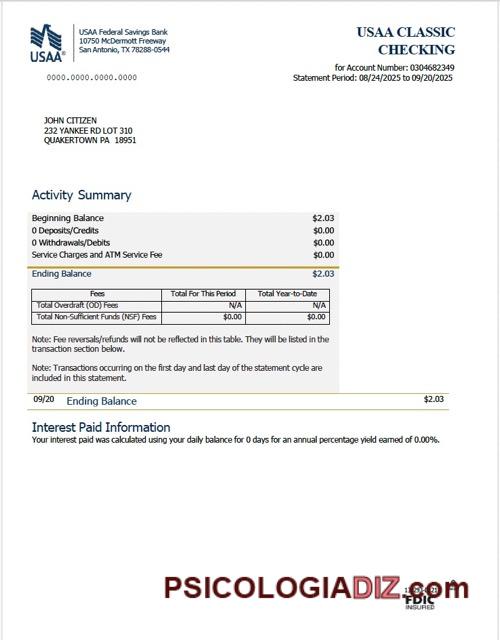 USAA®
USAA Federal Savings Bank
10750 McDermott Freeway
San Antonio, TX 78288-0544
USAA CLASSIC
CHECKING
for Account Number: 0304682349
Statement Period: 08/24/2025 to 09/20/2025
0000.0000.0000.0000
JOHN CITIZEN
232 YANKEE RD LOT 310
QUAKERTOWN PA 18951
Activity Summary
Beginning Balance $2.03
0 Deposits/Credits $0.00
0 Withdrawals/Debits $0.00
Service Charges and ATM Service Fee $0.00
Ending Balance $2.03
Fees Total For This Period Total Year-to-Date
Total Overdraft (OD) Fees N/A N/A
Total Non-Sufficient Funds (NSF) Fees $0.00 $0.00
Note: Fee reversals/refunds will not be reflected in this table. They will be listed in the
transaction section below.
Note: Transactions occurring on the first day and last day of the statement cycle are
included in this statement.
09/20 Ending Balance $2.03
Interest Paid Information
Your interest paid was calculated using your daily balance for 0 days for an annual percentage yield earned of 0.00%.
PSICOLOGIADIZ.com
FDIC
INSURED